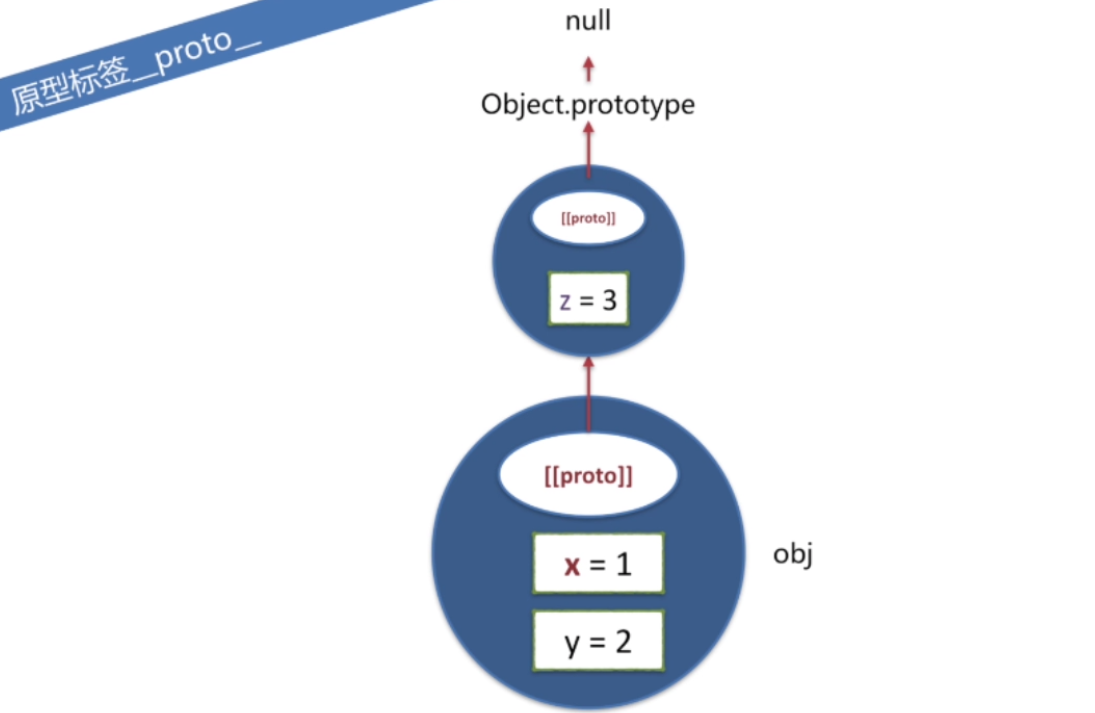 原型标签__proto__
null
Object.prototype
[[proto]]
z = 3
[[proto]]
x = 1
obj
y = 2